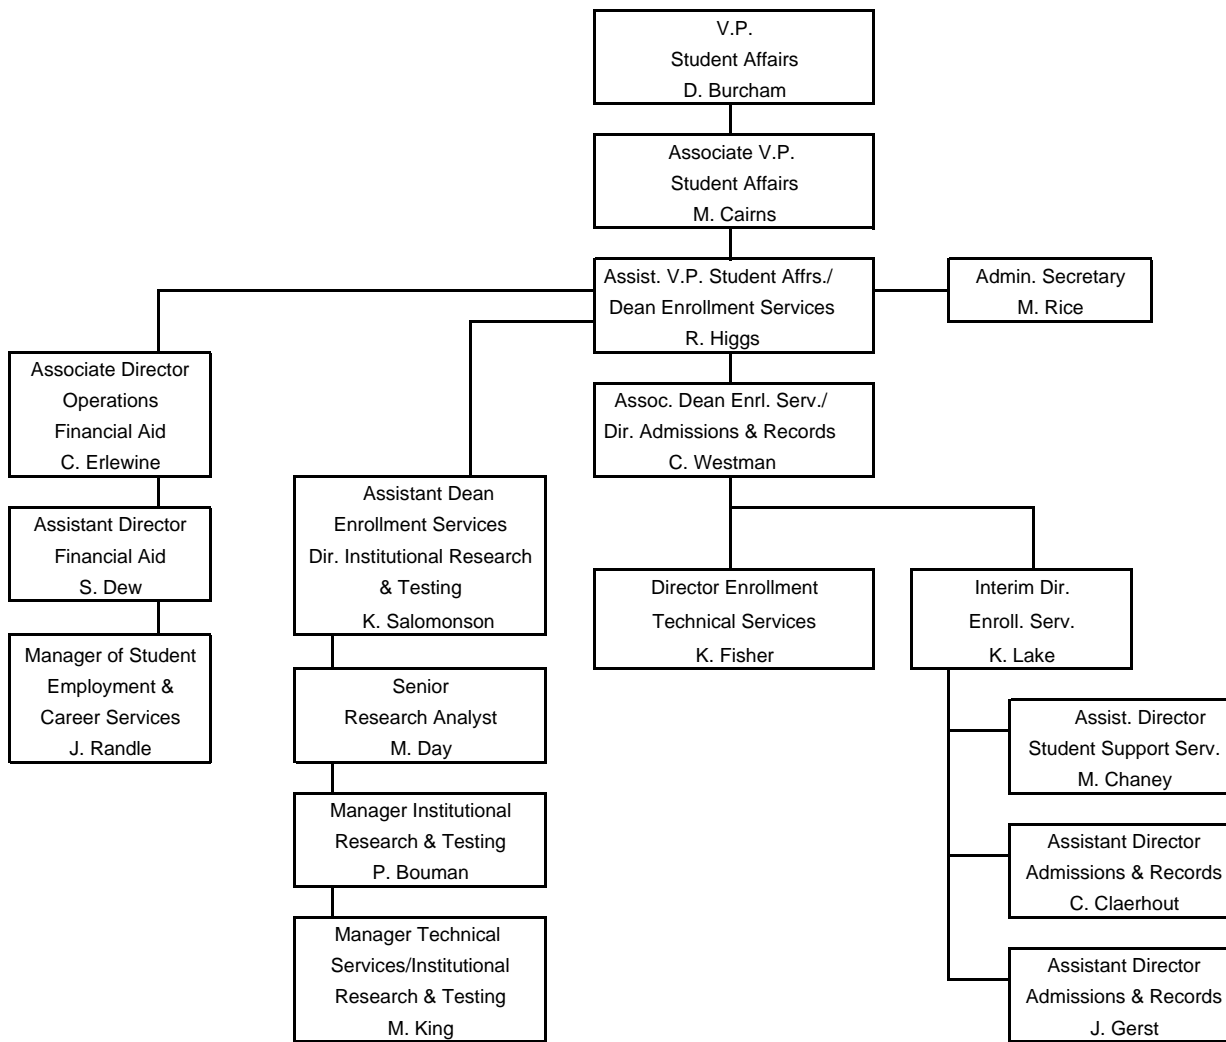 V.P.
Student Affairs
D. Burcham
Associate V.P.
Student Affairs
M. Cairns
Assist. V.P. Student Affrs./
Dean Enrollment Services
R. Higgs
Admin. Secretary
M. Rice
Associate Director
Operations
Financial Aid
C. Erlewine
Assistant Director
Financial Aid
S. Dew
Manager of Student
Employment &
Career Services
J. Randle
Assistant Dean
Enrollment Services
Dir. Institutional Research
& Testing
K. Salomonson
Senior
Research Analyst
M. Day
Manager Institutional
Research & Testing
P. Bouman
Manager Technical
Services/Institutional
Research & Testing
M. King
Assoc. Dean Enrl. Serv./
Dir. Admissions & Records
C. Westman
Director Enrollment
Technical Services
K. Fisher
Interim Dir.
Enroll. Serv.
K. Lake
Assist. Director
Student Support Serv.
M. Chaney
Assistant Director
Admissions & Records
C. Claerhout
Assistant Director
Admissions & Records
J. Gerst